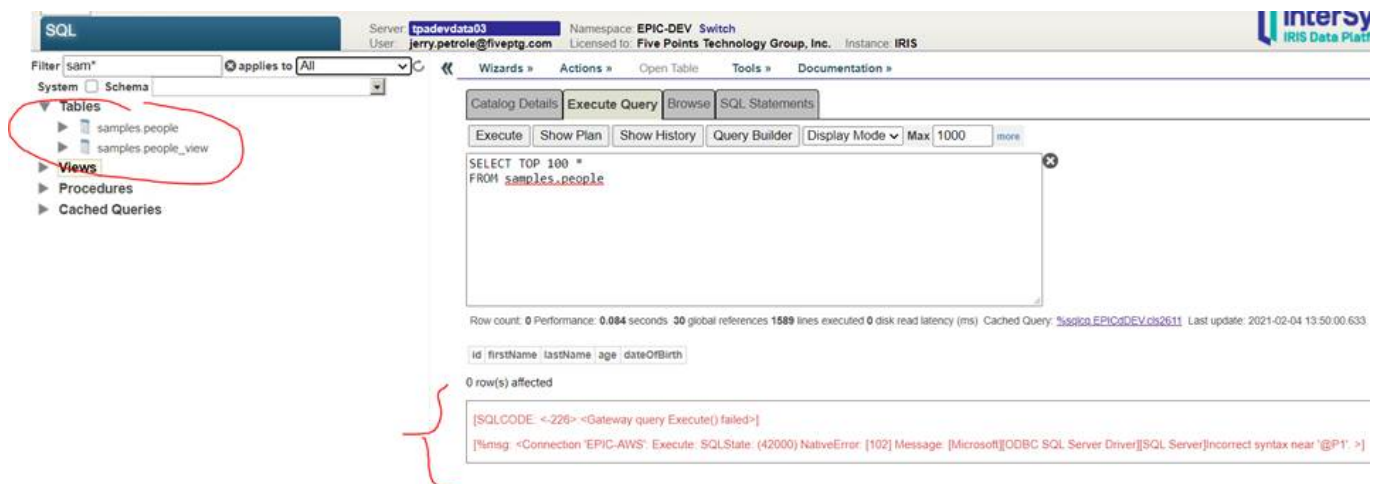 SQL
Server: tpadevdata03 Namespace: EPIC-DEV Switch
User: jerry.petrole@fiveptg.com Licensed to: Five Points Technology Group, Inc. Instance: IRIS
InterSy
IRIS Data Platf
Filter sam* applies to All
System Schema
Wizards » Actions » Open Table Tools » Documentation »
Tables
samples.people
samples.people_view
Views
Procedures
Cached Queries
Catalog Details Execute Query Browse SQL Statements
Execute Show Plan Show History Query Builder Display Mode Max 1000 more
SELECT TOP 100 *
FROM samples.people
Row count: 0 Performance: 0.084 seconds 30 global references 1589 lines executed 0 disk read latency (ms) Cached Query: %sqlcq.EPICdDEV.cls2611 Last update: 2021-02-04 13:50:00.633
id firstName lastName age dateOfBirth
0 row(s) affected
[SQLCODE: <-226> <Gateway query Execute() failed>]
[%msg: <Connection 'EPIC-AWS': Execute: SQLState: (42000) NativeError: [102] Message: [Microsoft][ODBC SQL Server Driver][SQL Server]Incorrect syntax near '@P1'. >]